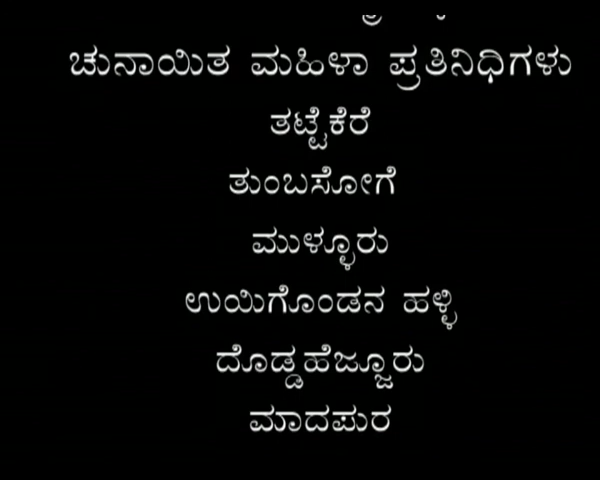 ಚುನಾಯಿತ ಮಹಿಳಾ ಪ್ರತಿನಿಧಿಗಳು
ತಟ್ಟೆಕೆರೆ
ತುಂಬಸೋಗೆ
ಮುಳ್ಳೂರು
ಉಯಿಗೊಂಡನ ಹಳ್ಳಿ
ದೊಡ್ಡಹೆಜ್ಜೂರು
ಮಾದಪುರ